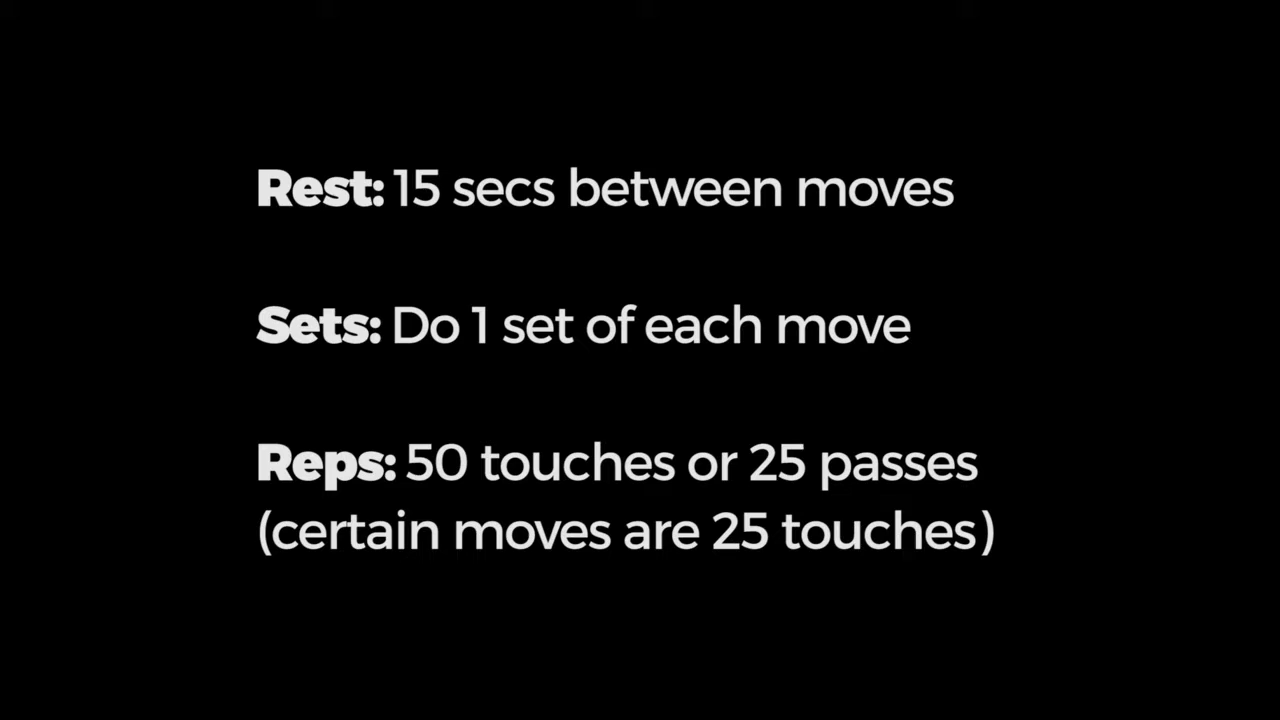 Rest: 15 secs between moves
Sets: Do 1 set of each move
Reps: 50 touches or 25 passes
(certain moves are 25 touches)